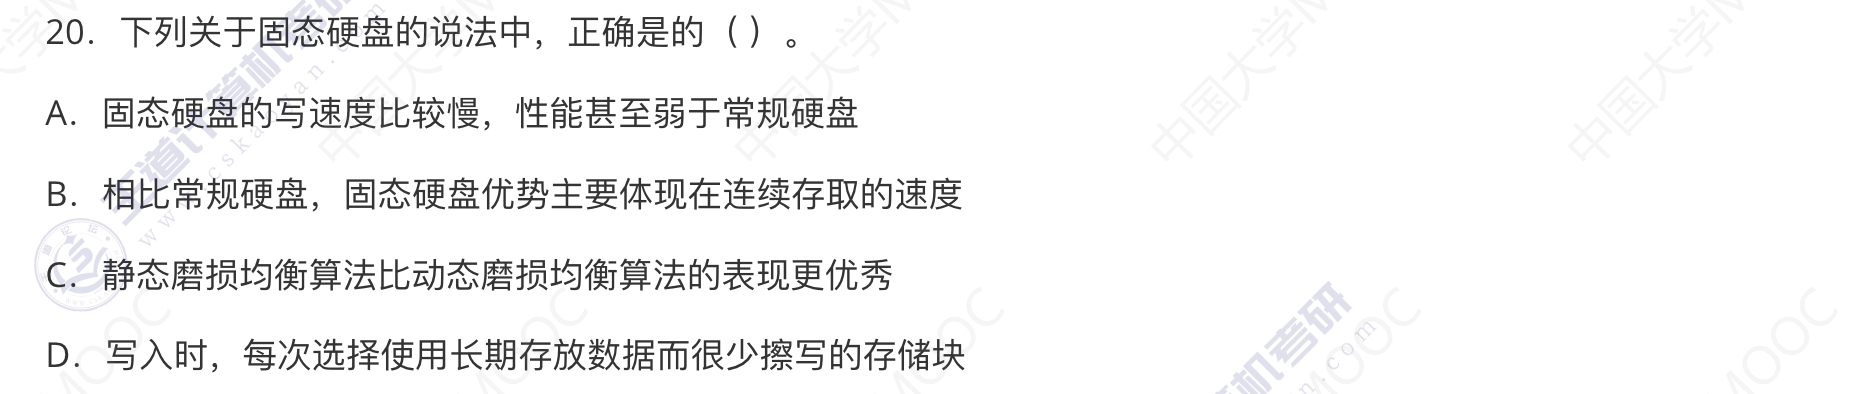 20. 下列关于固态硬盘的说法中，正确是的（ ）。
A. 固态硬盘的写速度比较慢，性能甚至弱于常规硬盘
B. 相比常规硬盘，固态硬盘优势主要体现在连续存取的速度
C. 静态磨损均衡算法比动态磨损均衡算法的表现更优秀
D. 写入时，每次选择使用长期存放数据而很少擦写的存储块